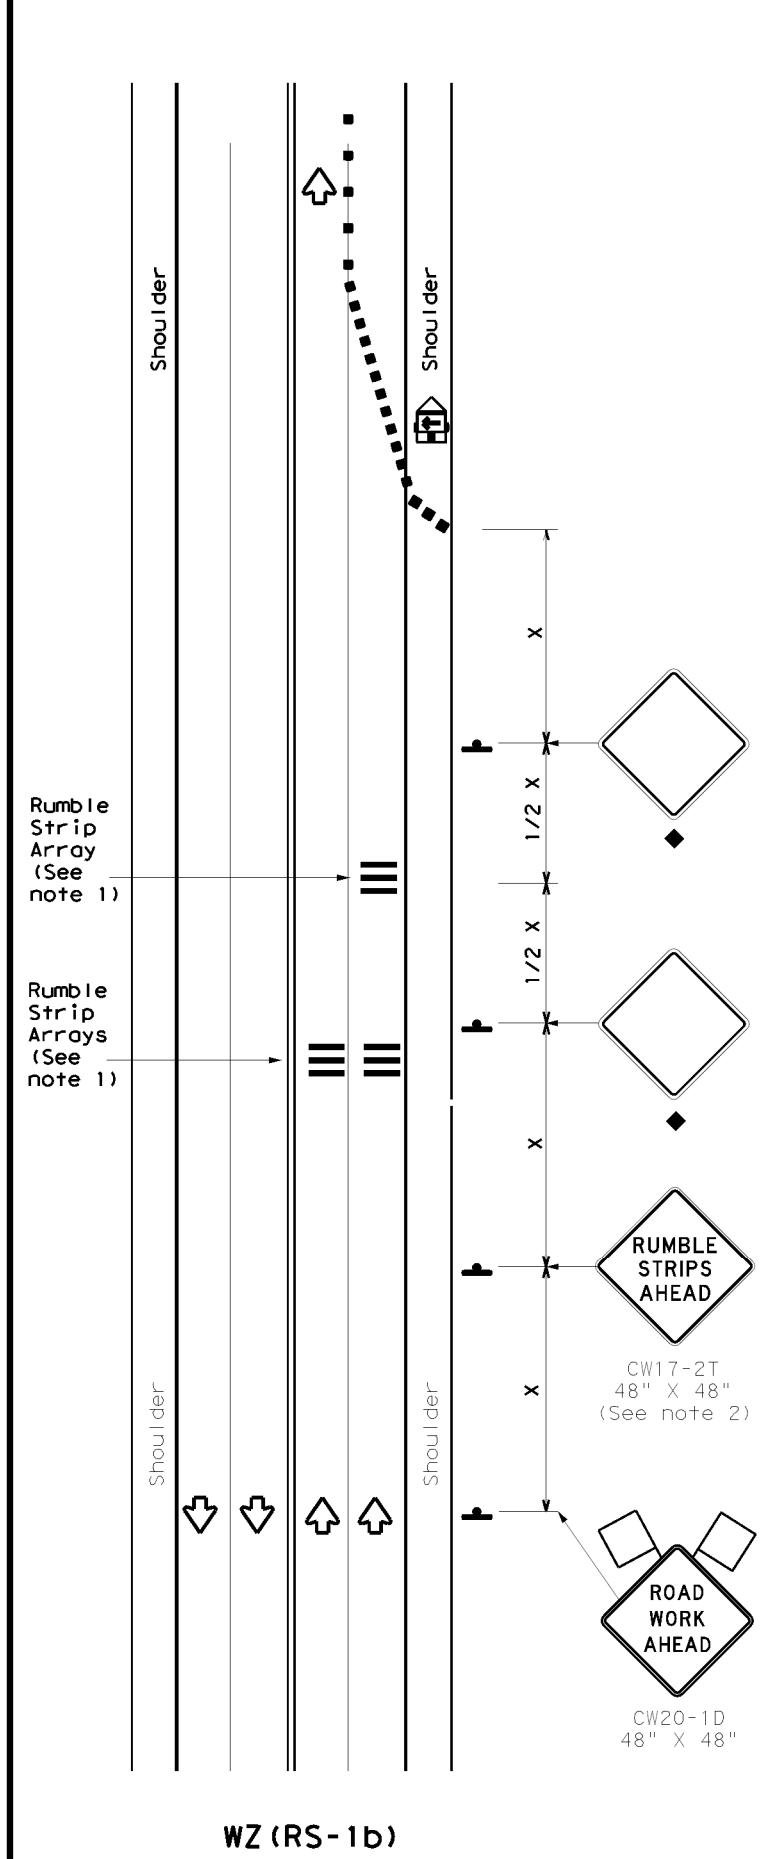 Shoulder
Shoulder
X
1/2 X
Rumble
Strip
Array
(See
note 1)
1/2 X
Rumble
Strip
Arrays
(See
note 1)
X
RUMBLE
STRIPS
AHEAD
CW17-2T
48" X 48"
(See note 2)
Shoulder
Shoulder
X
ROAD
WORK
AHEAD
CW20-1D
48" X 48"
WZ(RS-1b)